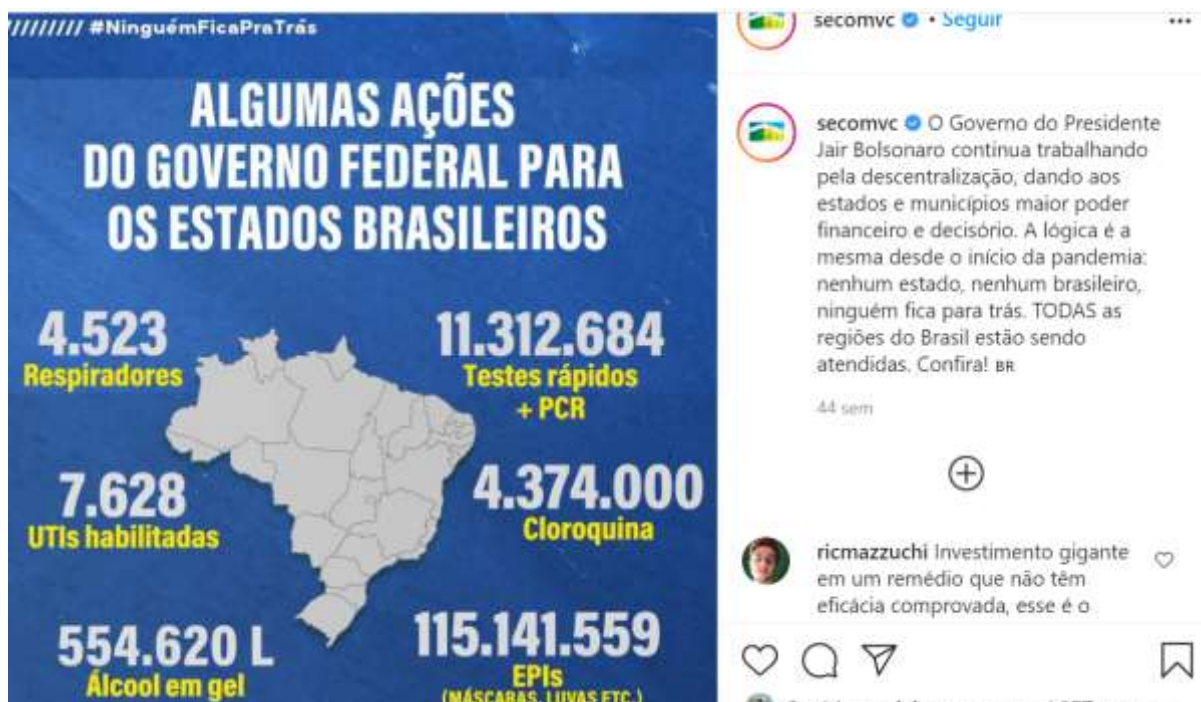 ///////// #NinguémFicaPraTrás
ALGUMAS AÇÕES
DO GOVERNO FEDERAL PARA
OS ESTADOS BRASILEIROS
4.523
Respiradores
11.312.684
Testes rápidos
+ PCR
7.628
UTIs habilitadas
4.374.000
Cloroquina
554.620 L
Álcool em gel
115.141.559
EPIs
(MÁSCARAS, LUVAS ETC.)
secomvc • Seguir
secomvc O Governo do Presidente
Jair Bolsonaro continua trabalhando
pela descentralização, dando aos
estados e municípios maior poder
financeiro e decisório. A lógica é a
mesma desde o início da pandemia:
nenhum estado, nenhum brasileiro,
ninguém fica para trás. TODAS as
regiões do Brasil estão sendo
atendidas. Confira! BR
44 sem
ricmazzuchi Investimento gigante
em um remédio que não têm
eficácia comprovada, esse é o